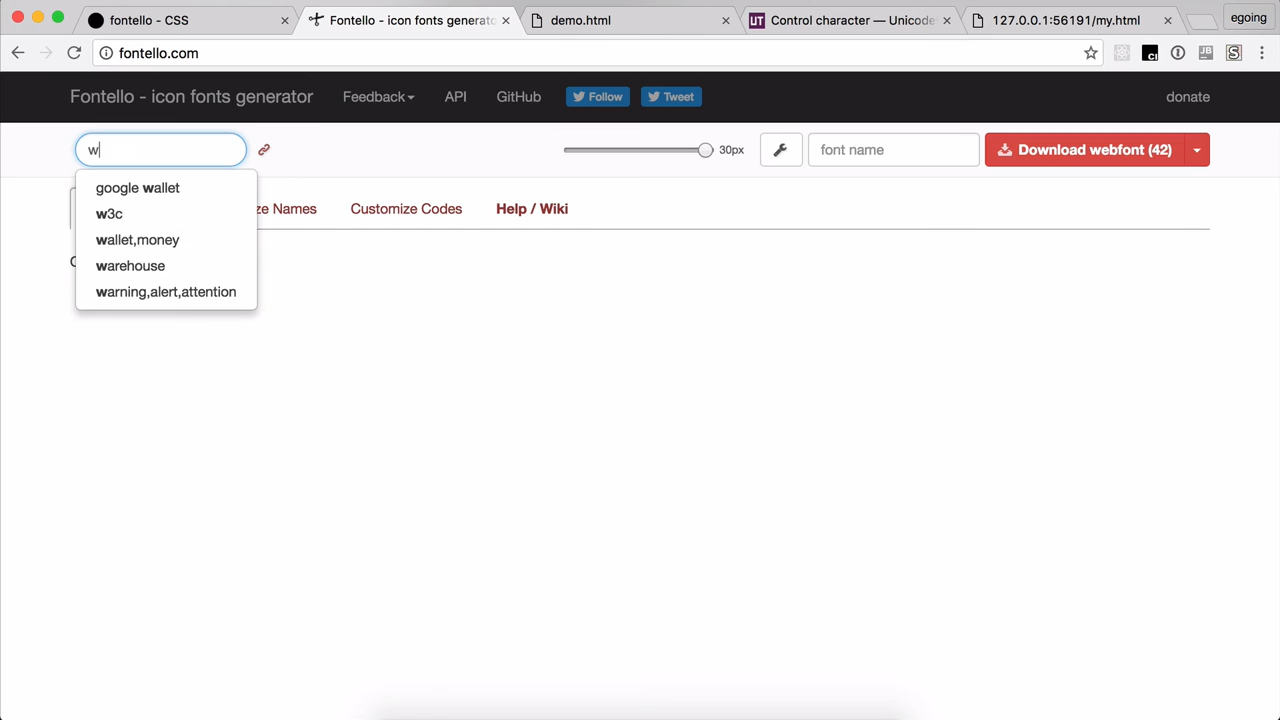 fontello - CSS
Fontello - icon fonts generato
demo.html
UT Control character — Unicode
127.0.0.1:56191/my.html
egoing
fontello.com
Fontello - icon fonts generator
Feedback
API
GitHub
Follow
Tweet
donate
w
30px
font name
Download webfont (42)
google wallet
w3c
wallet,money
warehouse
warning,alert,attention
ze Names
Customize Codes
Help / Wiki